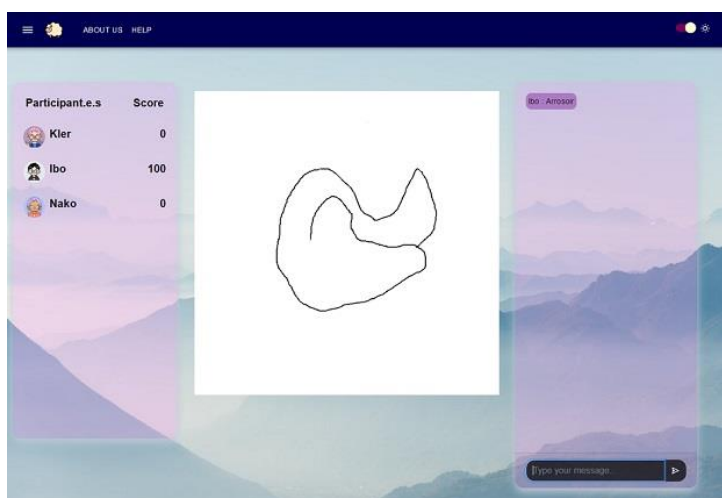 ABOUT US HELP
Participant.e.s Score
Kler 0
Ibo 100
Nako 0
Ibo : Arrosoir
Type your message...